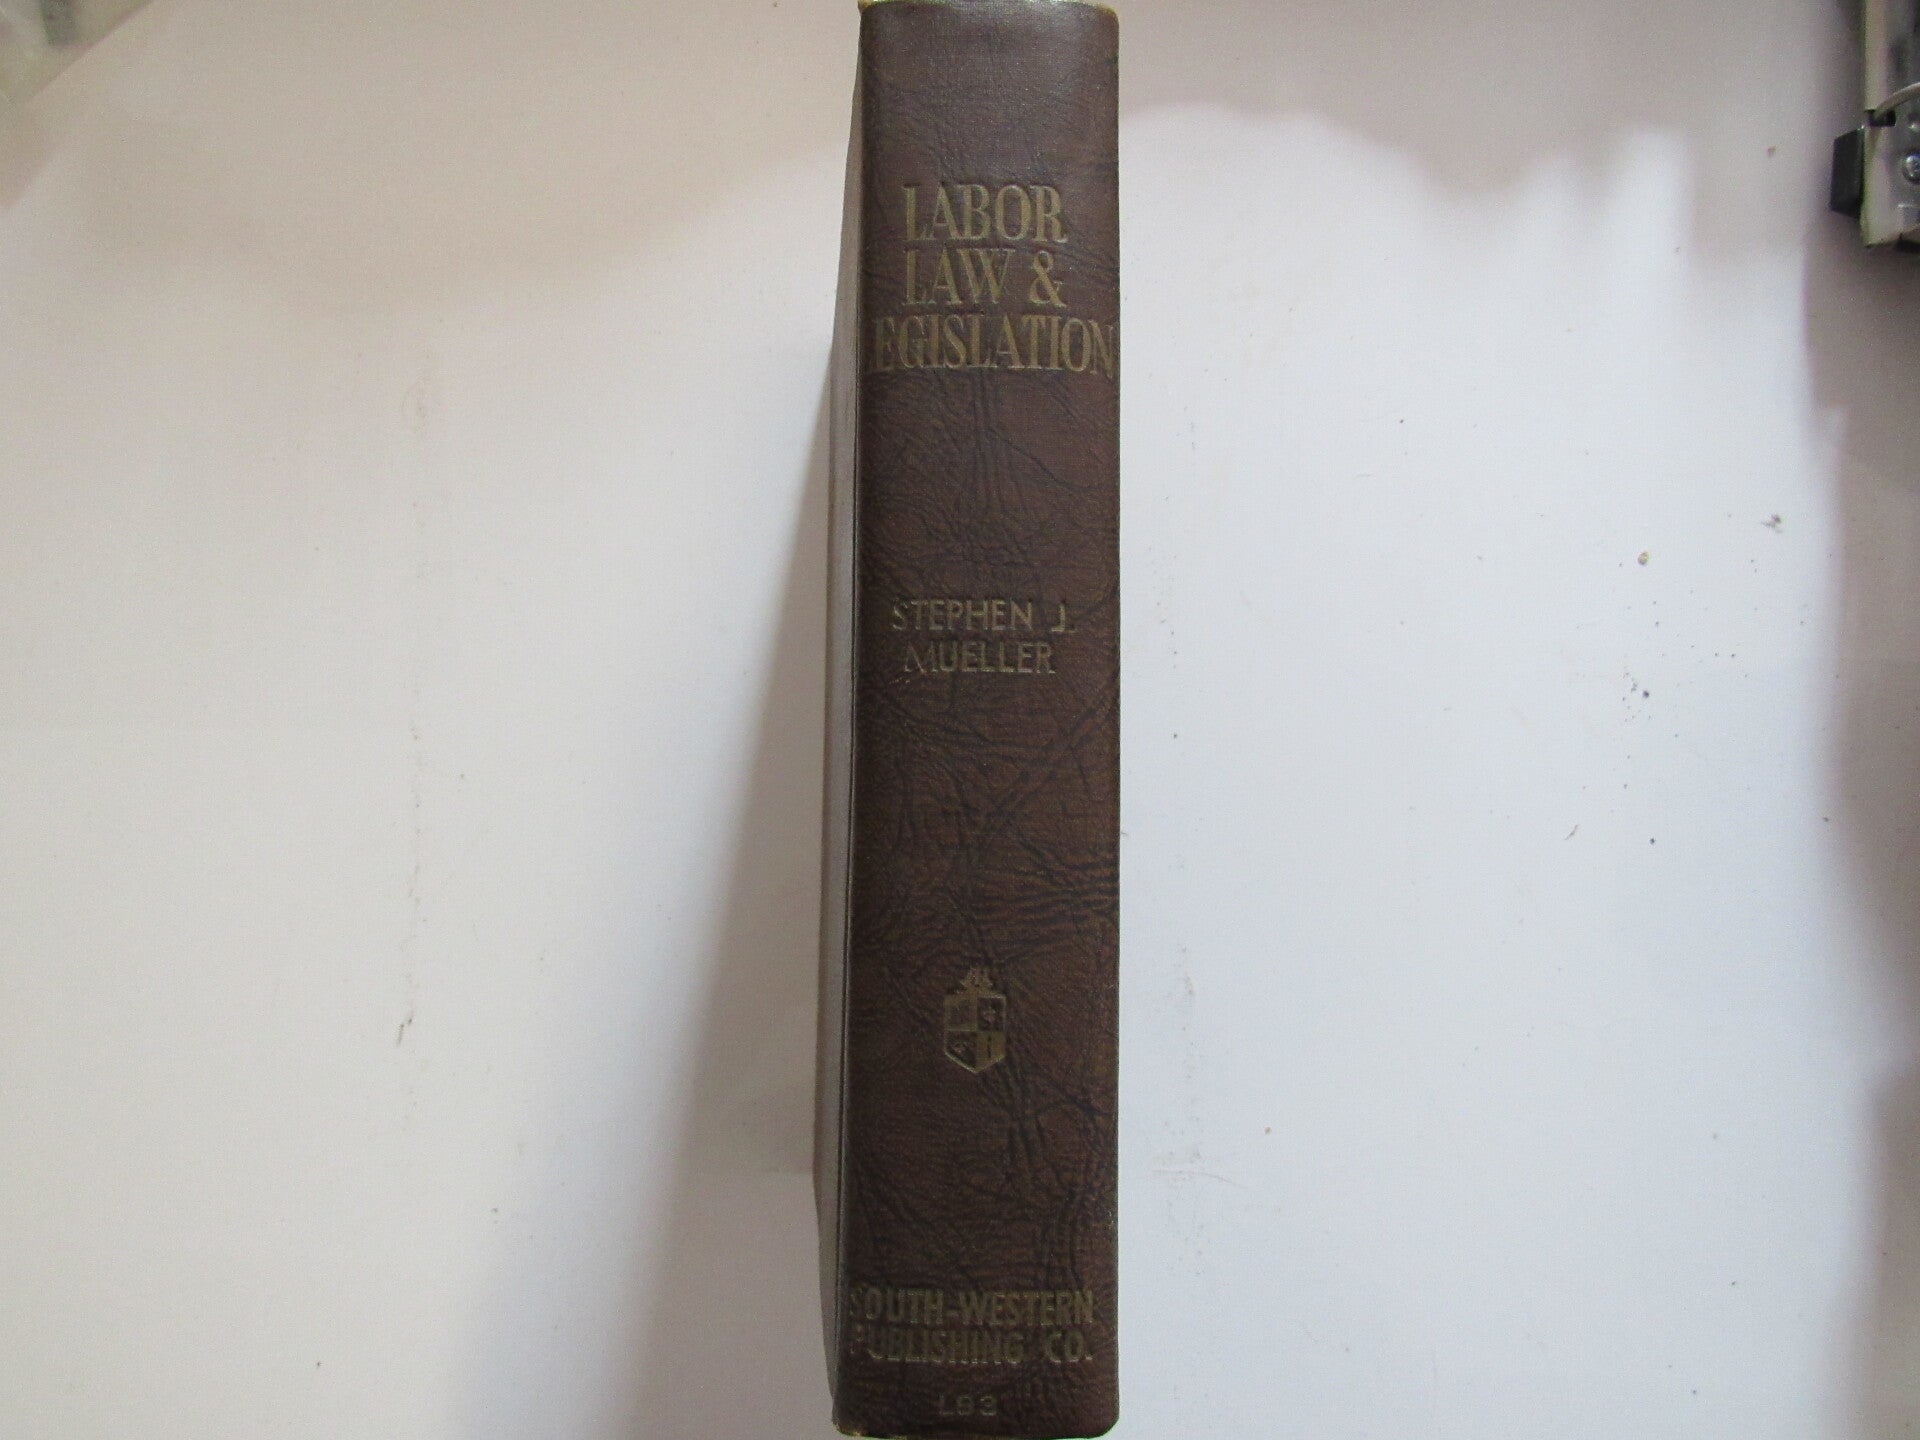 LABOR
LAW &
LEGISLATION
STEPHEN J.
MUELLER
SOUTH-WESTERN
PUBLISHING CO.